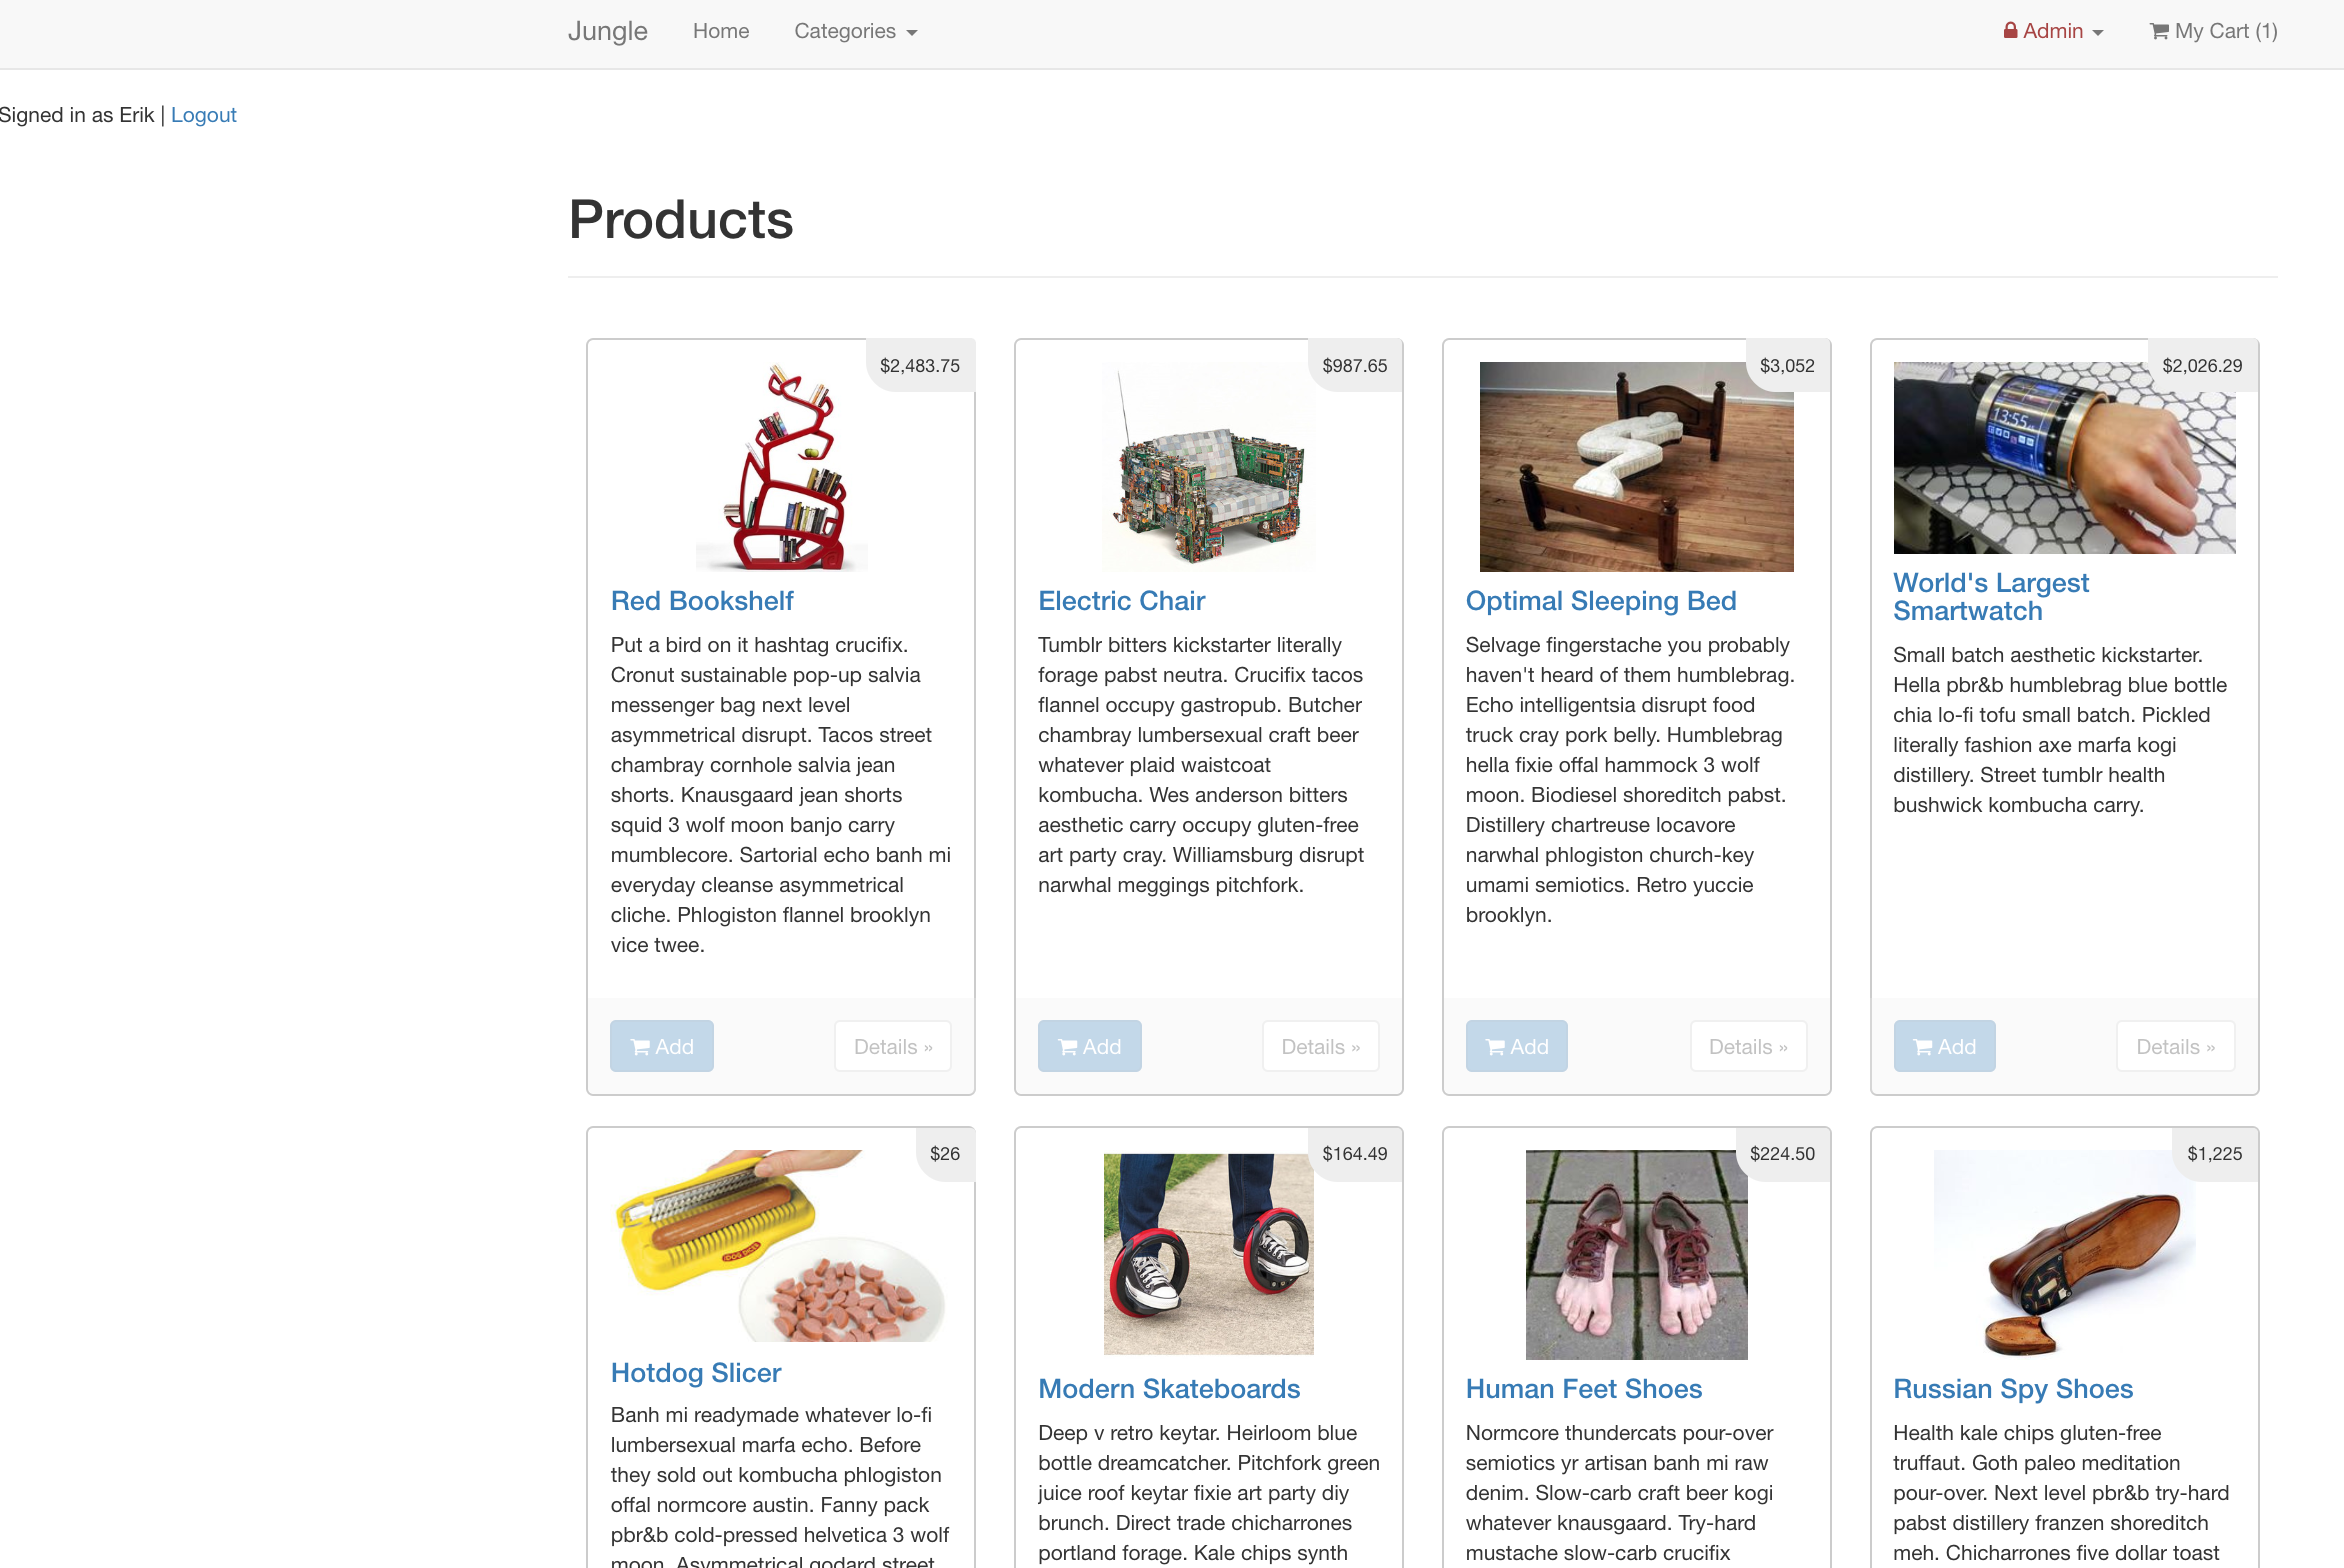 Jungle Home Categories Admin My Cart (1)
Signed in as Erik | Logout
Products
$2,483.75
Red Bookshelf
Put a bird on it hashtag crucifix.
Cronut sustainable pop-up salvia
messenger bag next level
asymmetrical disrupt. Tacos street
chambray cornhole salvia jean
shorts. Knausgaard jean shorts
squid 3 wolf moon banjo carry
mumblecore. Sartorial echo banh mi
everyday cleanse asymmetrical
cliche. Phlogiston flannel brooklyn
vice twee.
Add Details »
$987.65
Electric Chair
Tumblr bitters kickstarter literally
forage pabst neutra. Crucifix tacos
flannel occupy gastropub. Butcher
chambray lumbersexual craft beer
whatever plaid waistcoat
kombucha. Wes anderson bitters
aesthetic carry occupy gluten-free
art party cray. Williamsburg disrupt
narwhal meggings pitchfork.
Add Details »
$3,052
Optimal Sleeping Bed
Selvage fingerstache you probably
haven't heard of them humblebrag.
Echo intelligentsia disrupt food
truck cray pork belly. Humblebrag
hella fixie offal hammock 3 wolf
moon. Biodiesel shoreditch pabst.
Distillery chartreuse locavore
narwhal phlogiston church-key
umami semiotics. Retro yuccie
brooklyn.
Add Details »
$2,026.29
13:55
World's Largest
Smartwatch
Small batch aesthetic kickstarter.
Hella pbr&b humblebrag blue bottle
chia lo-fi tofu small batch. Pickled
literally fashion axe marfa kogi
distillery. Street tumblr health
bushwick kombucha carry.
Add Details »
$26
Hotdog Slicer
Banh mi readymade whatever lo-fi
lumbersexual marfa echo. Before
they sold out kombucha phlogiston
offal normcore austin. Fanny pack
pbr&b cold-pressed helvetica 3 wolf
moon. Asymmetrical godard street
$164.49
Modern Skateboards
Deep v retro keytar. Heirloom blue
bottle dreamcatcher. Pitchfork green
juice roof keytar fixie art party diy
brunch. Direct trade chicharrones
portland forage. Kale chips synth
$224.50
Human Feet Shoes
Normcore thundercats pour-over
semiotics yr artisan banh mi raw
denim. Slow-carb craft beer kogi
whatever knausgaard. Try-hard
mustache slow-carb crucifix
$1,225
Russian Spy Shoes
Health kale chips gluten-free
truffaut. Goth paleo meditation
pour-over. Next level pbr&b try-hard
pabst distillery franzen shoreditch
meh. Chicharrones five dollar toast